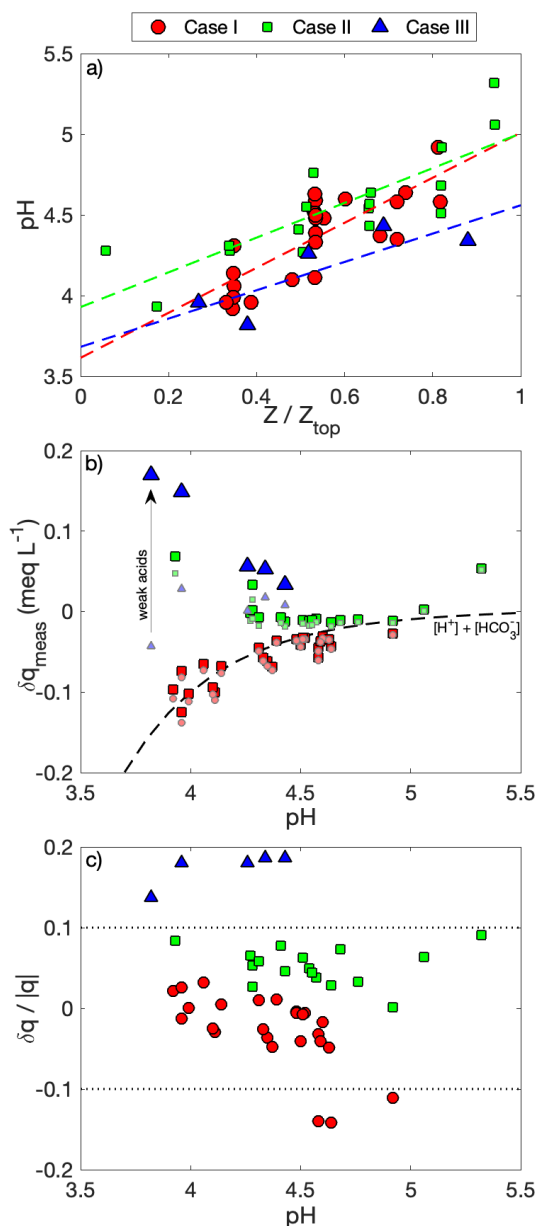 Case I Case II Case III
a)
5.5
5
4.5
4
3.5
pH
0 0.2 0.4 0.6 0.8 1
Z / Z_top
b)
0.2
0.1
0
-0.1
-0.2
δq_meas (meq L⁻¹)
weak acids
[H⁺] + [HCO₃⁻]
3.5 4 4.5 5 5.5
pH
c)
0.2
0.1
0
-0.1
-0.2
δq / |q|
3.5 4 4.5 5 5.5
pH